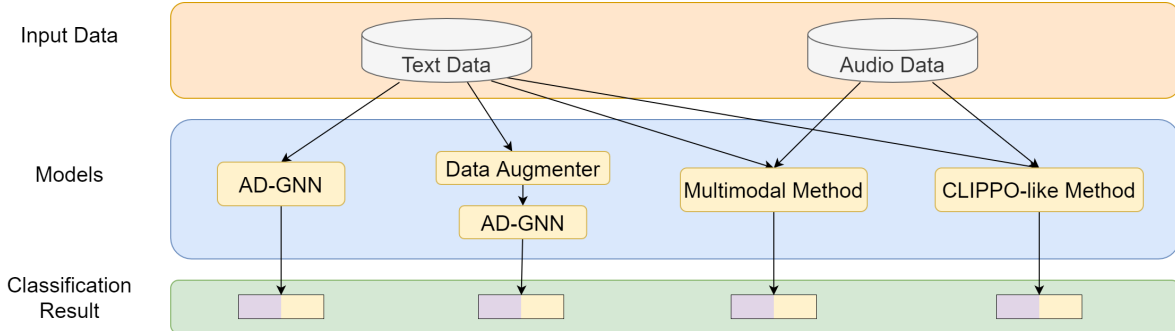 Input Data
Text Data
Audio Data
Models
AD-GNN
Data Augmenter
AD-GNN
Multimodal Method
CLIPPO-like Method
Classification
Result